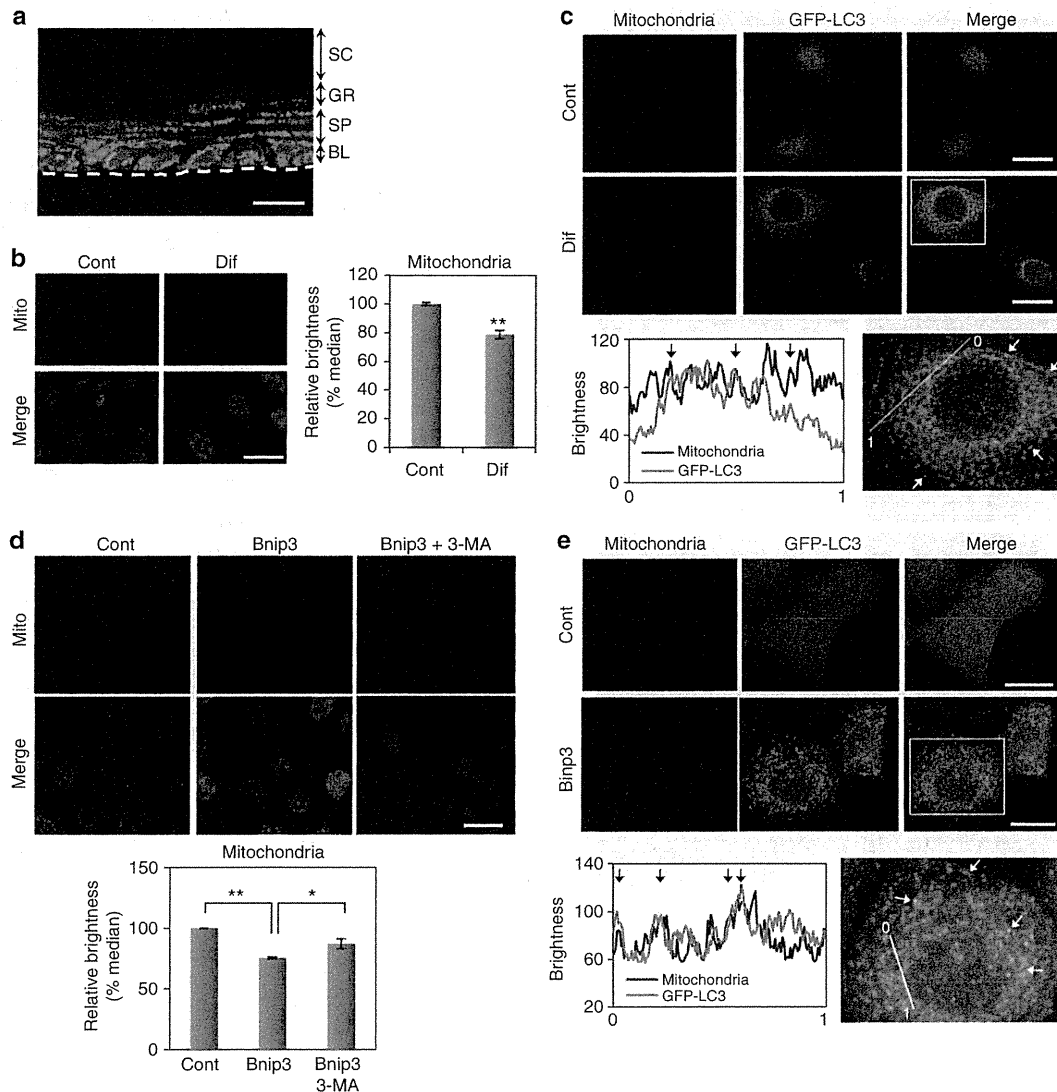 a
SC
GR
SP
BL
b
Cont Dif
Mito
Merge
Mitochondria
Relative brightness
(% median)
120
100
80
60
40
20
0
**
Cont Dif
c
Mitochondria GFP-LC3 Merge
Cont
Dif
Brightness
120
80
40
0
Mitochondria
GFP-LC3
0 1
0
1
d
Cont Bnip3 Bnip3 + 3-MA
Mito
Merge
Mitochondria
Relative brightness
(% median)
150
100
50
0
** *
Cont Bnip3 Bnip3
3-MA
e
Mitochondria GFP-LC3 Merge
Cont
Binp3
Brightness
140
100
60
20
Mitochondria
GFP-LC3
0 1
0
1